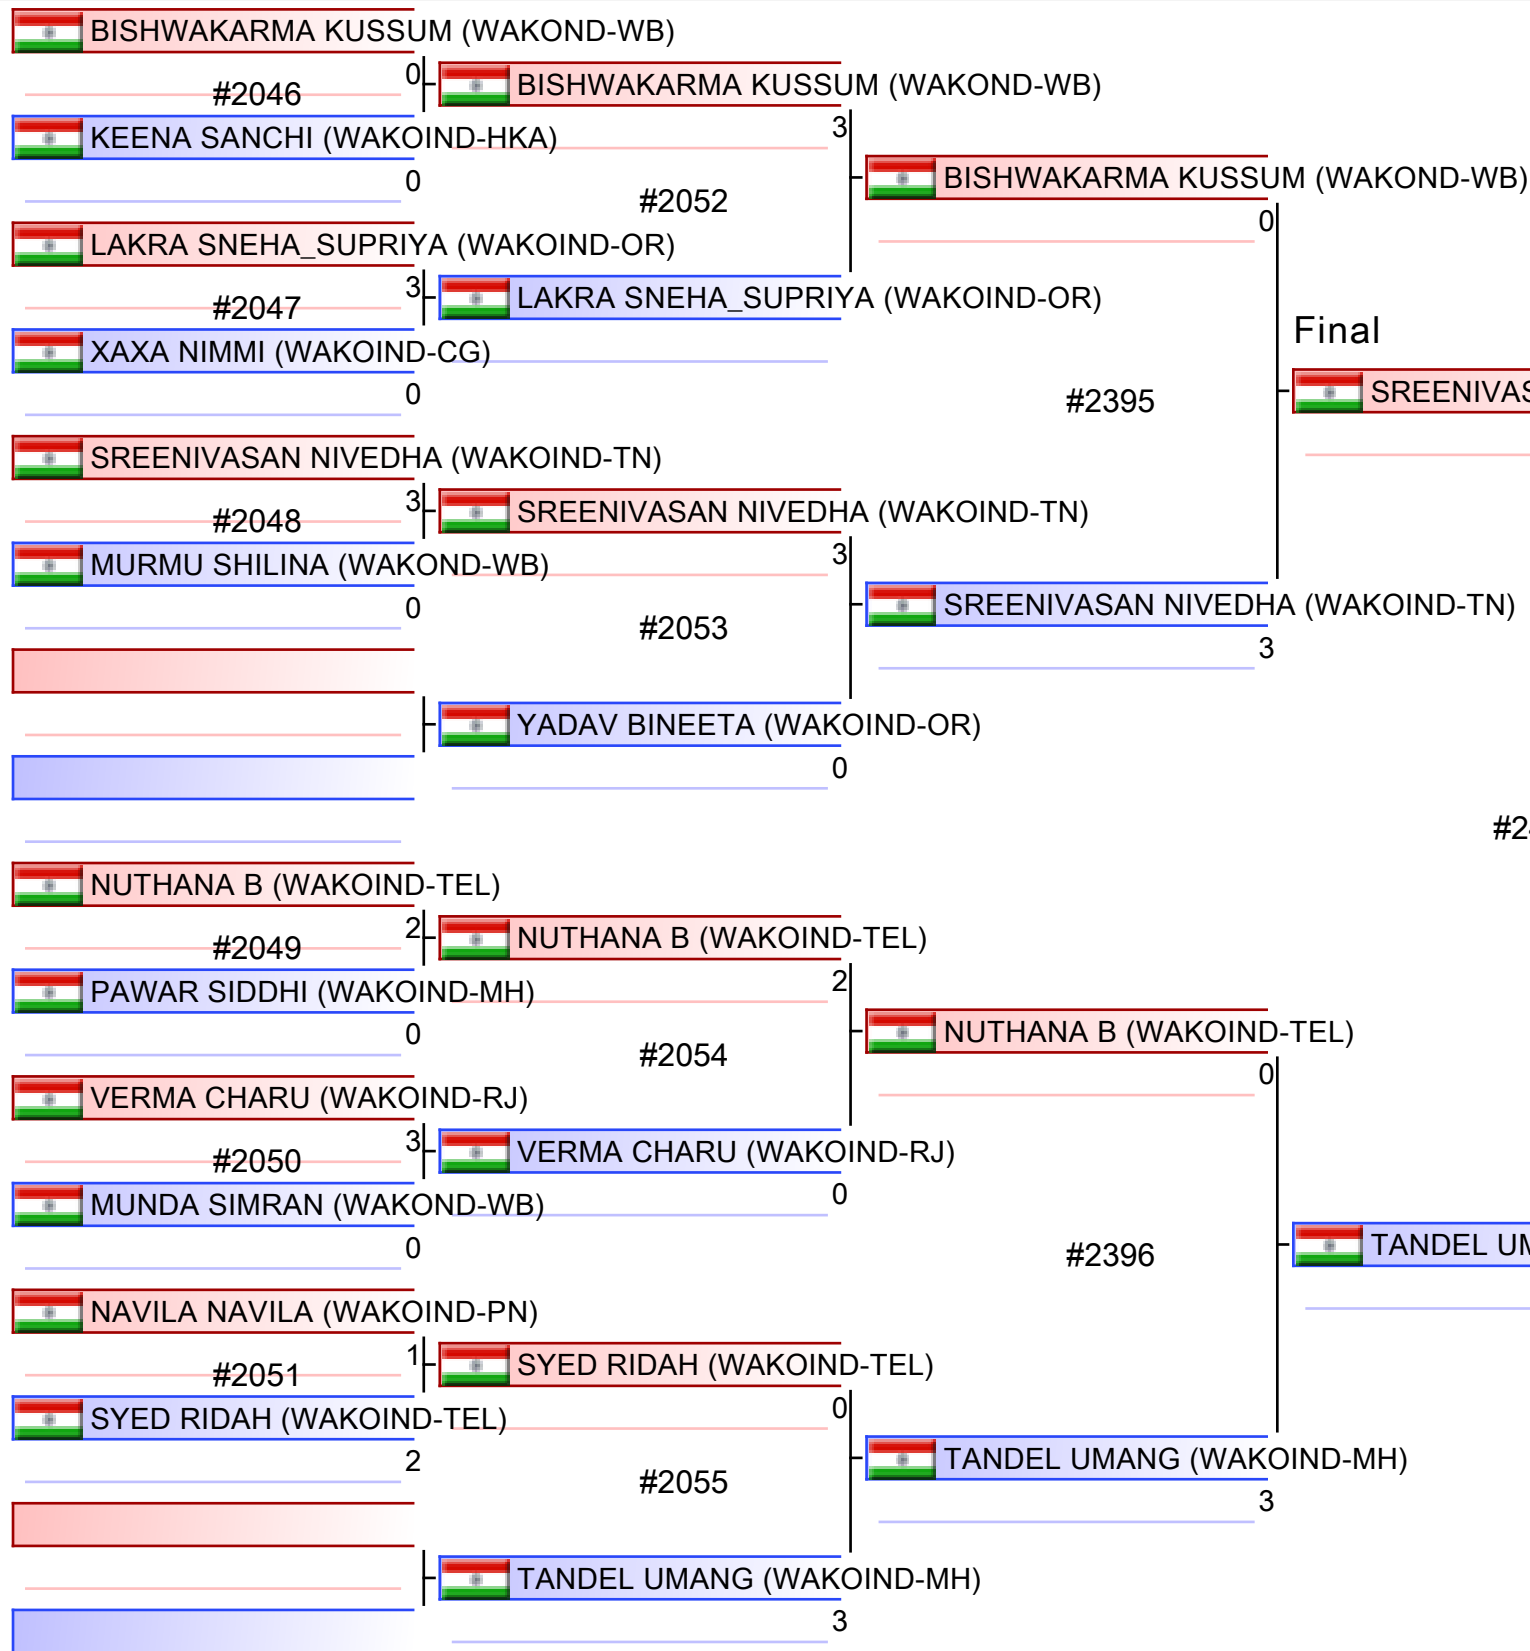 BISHWAKARMA KUSSUM (WAKOND-WB)
#2046
0
KEENA SANCHI (WAKOIND-HKA)
0
LAKRA SNEHA_SUPRIYA (WAKOIND-OR)
#2047
3
XAXA NIMMI (WAKOIND-CG)
0
SREENIVASAN NIVEDHA (WAKOIND-TN)
#2048
3
MURMU SHILINA (WAKOND-WB)
0
NUTHANA B (WAKOIND-TEL)
#2049
2
PAWAR SIDDHI (WAKOIND-MH)
0
VERMA CHARU (WAKOIND-RJ)
#2050
3
MUNDA SIMRAN (WAKOND-WB)
0
NAVILA NAVILA (WAKOIND-PN)
#2051
1
SYED RIDAH (WAKOIND-TEL)
2
BISHWAKARMA KUSSUM (WAKOND-WB)
3
#2052
LAKRA SNEHA_SUPRIYA (WAKOIND-OR)
SREENIVASAN NIVEDHA (WAKOIND-TN)
3
#2053
YADAV BINEETA (WAKOIND-OR)
0
NUTHANA B (WAKOIND-TEL)
2
#2054
VERMA CHARU (WAKOIND-RJ)
0
SYED RIDAH (WAKOIND-TEL)
0
#2055
TANDEL UMANG (WAKOIND-MH)
3
BISHWAKARMA KUSSUM (WAKOND-WB)
0
#2395
SREENIVASAN NIVEDHA (WAKOIND-TN)
3
NUTHANA B (WAKOIND-TEL)
0
#2396
TANDEL UMANG (WAKOIND-MH)
3
Final
SREENIVAS
TANDEL